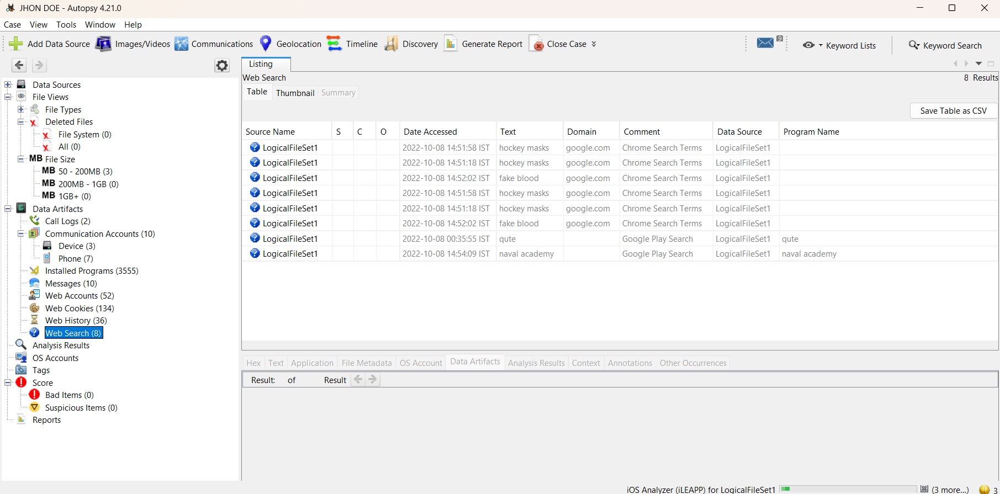 JHON DOE - Autopsy 4.21.0
Case View Tools Window Help
Add Data Source Images/Videos Communications Geolocation Timeline Discovery Generate Report Close Case 9 Keyword Lists Keyword Search
Data Sources
File Views
File Types
Deleted Files
File System (0)
All (0)
MB File Size
MB 50 - 200MB (3)
MB 200MB - 1GB (0)
MB 1GB+ (0)
Data Artifacts
Call Logs (2)
Communication Accounts (10)
Device (3)
Phone (7)
Installed Programs (3555)
Messages (10)
Web Accounts (52)
Web Cookies (134)
Web History (36)
Web Search (8)
Analysis Results
OS Accounts
Tags
Score
Bad Items (0)
Suspicious Items (0)
Reports
Listing
Web Search 8 Results
Table Thumbnail Summary
Save Table as CSV
Source Name S C O Date Accessed Text Domain Comment Data Source Program Name
LogicalFileSet1 2022-10-08 14:51:58 IST hockey masks google.com Chrome Search Terms LogicalFileSet1
LogicalFileSet1 2022-10-08 14:51:18 IST hockey masks google.com Chrome Search Terms LogicalFileSet1
LogicalFileSet1 2022-10-08 14:52:02 IST fake blood google.com Chrome Search Terms LogicalFileSet1
LogicalFileSet1 2022-10-08 14:51:58 IST hockey masks google.com Chrome Search Terms LogicalFileSet1
LogicalFileSet1 2022-10-08 14:51:18 IST hockey masks google.com Chrome Search Terms LogicalFileSet1
LogicalFileSet1 2022-10-08 14:52:02 IST fake blood google.com Chrome Search Terms LogicalFileSet1
LogicalFileSet1 2022-10-08 00:35:55 IST qute Google Play Search LogicalFileSet1 qute
LogicalFileSet1 2022-10-08 14:54:09 IST naval academy Google Play Search LogicalFileSet1 naval academy
Hex Text Application File Metadata OS Account Data Artifacts Analysis Results Context Annotations Other Occurrences
Result: of Result
iOS Analyzer (iLEAPP) for LogicalFileSet1 (3 more...) 3